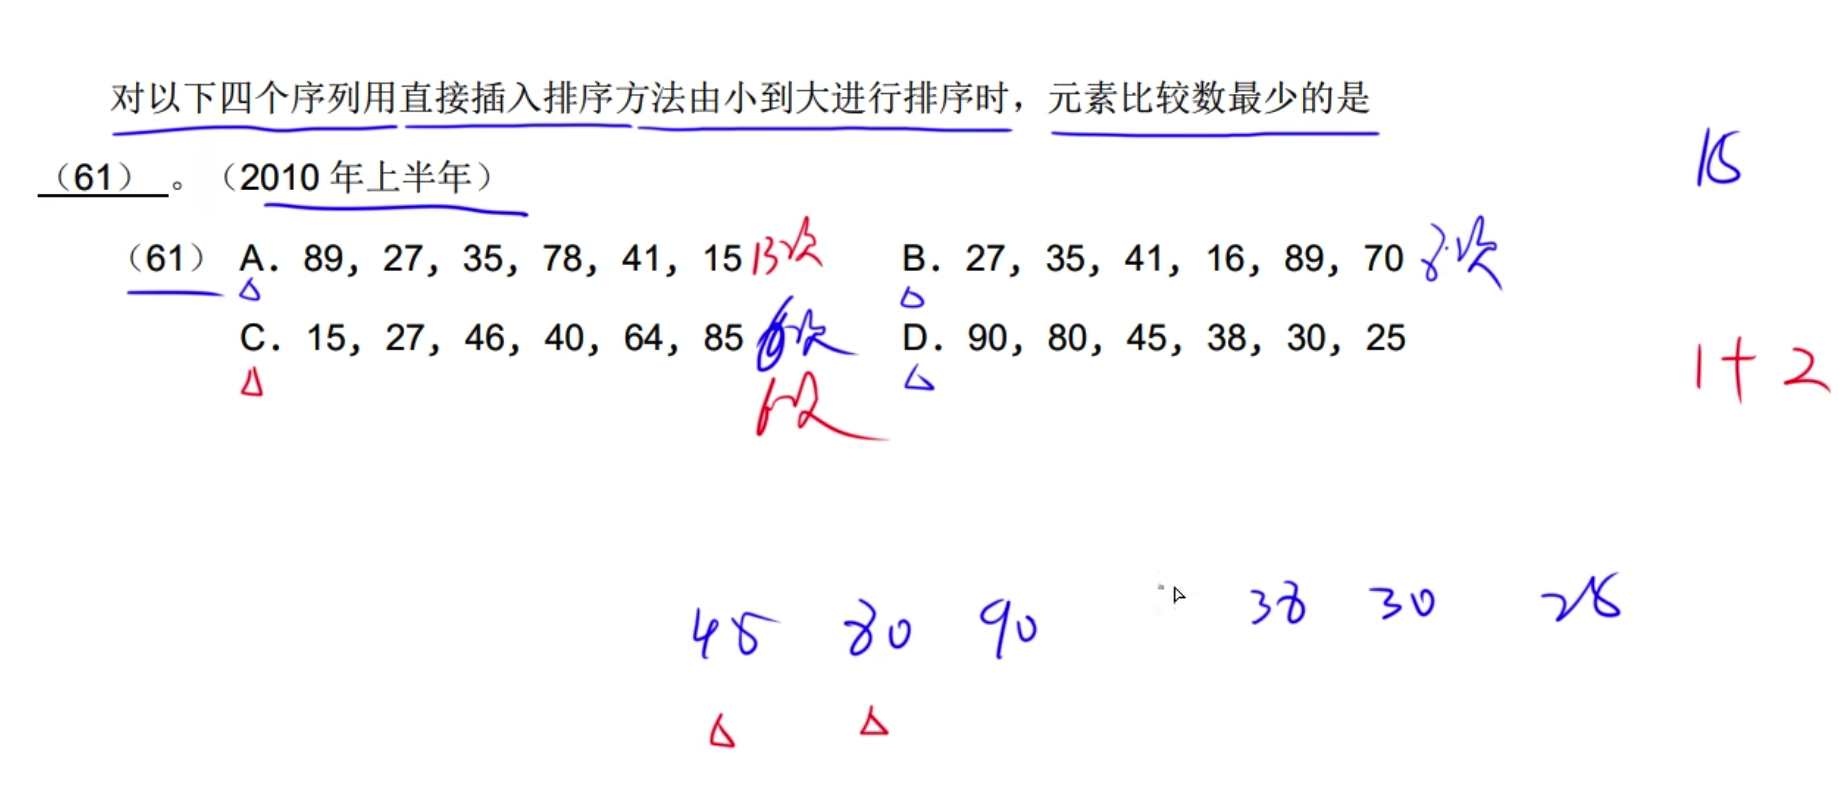 对以下四个序列用直接插入排序方法由小到大进行排序时，元素比较数最少的是
15
（61）。（2010 年上半年）
（61） A. 89，27，35，78，41，15 13次 B. 27，35，41，16，89，70 8次
C. 15，27，46，40，64，85 6次 D. 90，80，45，38，30，25
1+2
6次
45 80 90 38 30 25